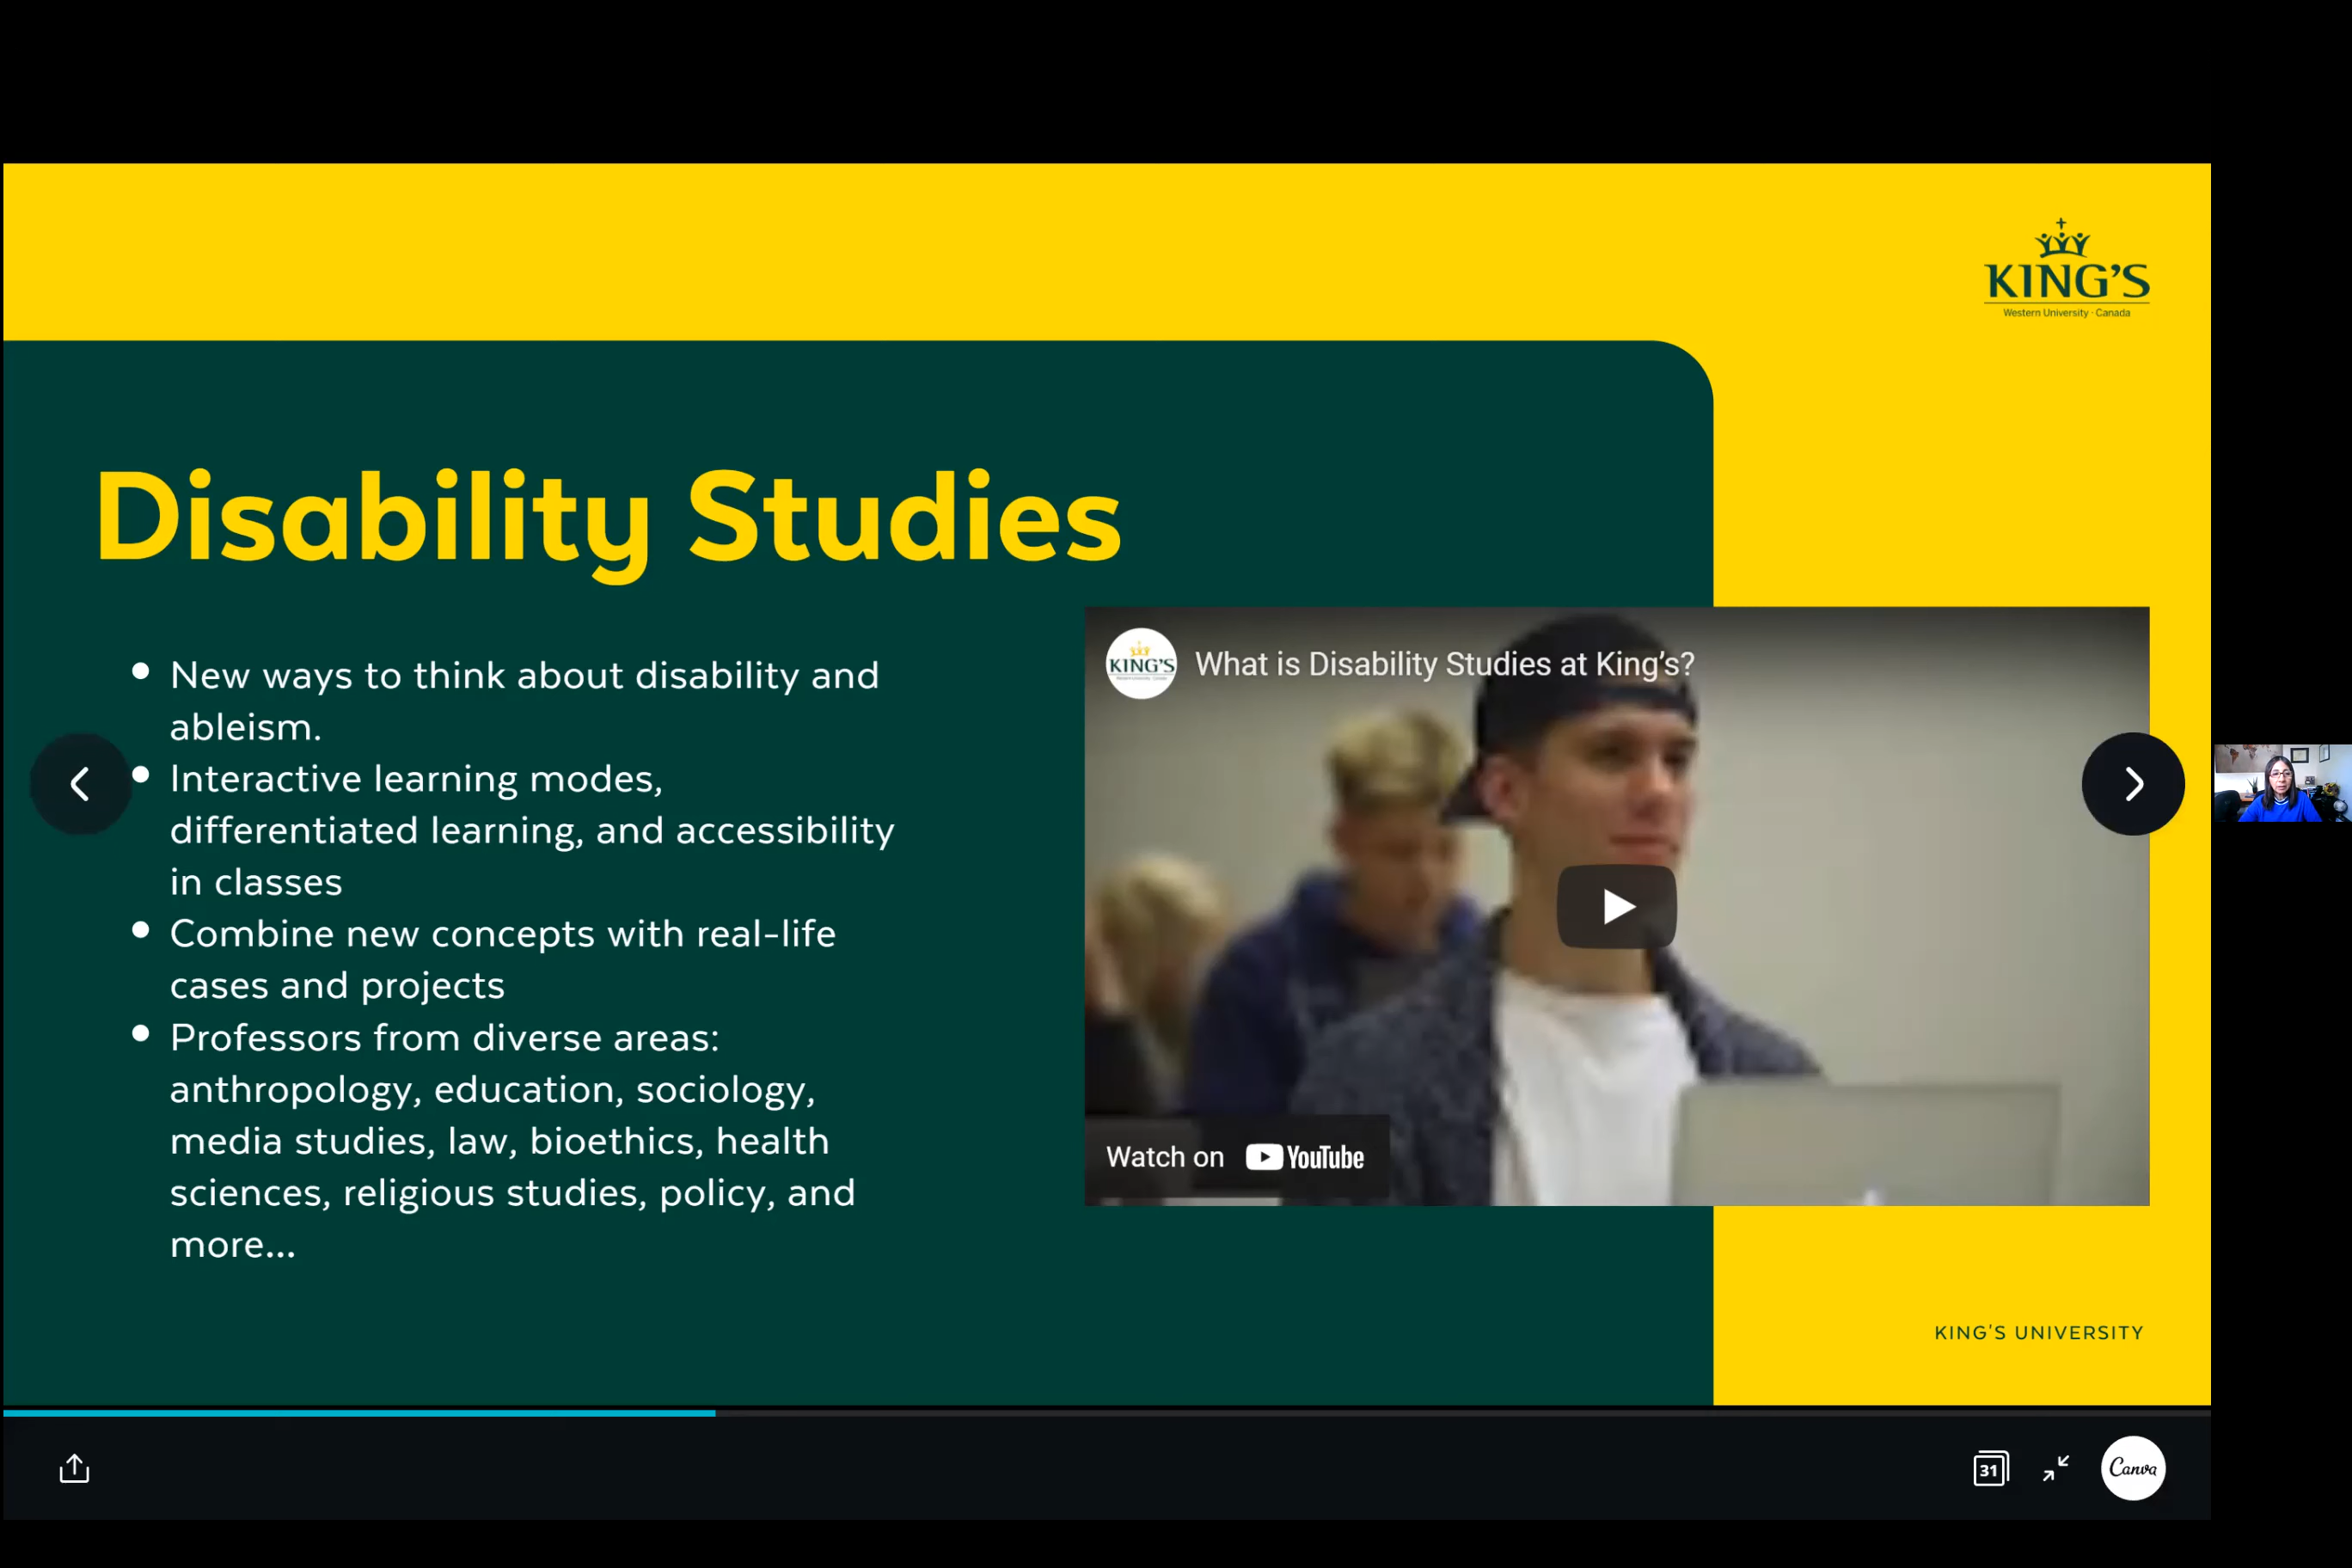 KING'S
Western University · Canada
Disability Studies
New ways to think about disability and
ableism.
Interactive learning modes,
differentiated learning, and accessibility
in classes
Combine new concepts with real-life
cases and projects
Professors from diverse areas:
anthropology, education, sociology,
media studies, law, bioethics, health
sciences, religious studies, policy, and
more...
KING'S
What is Disability Studies at King's?
Watch on YouTube
KING'S UNIVERSITY
31
Canva